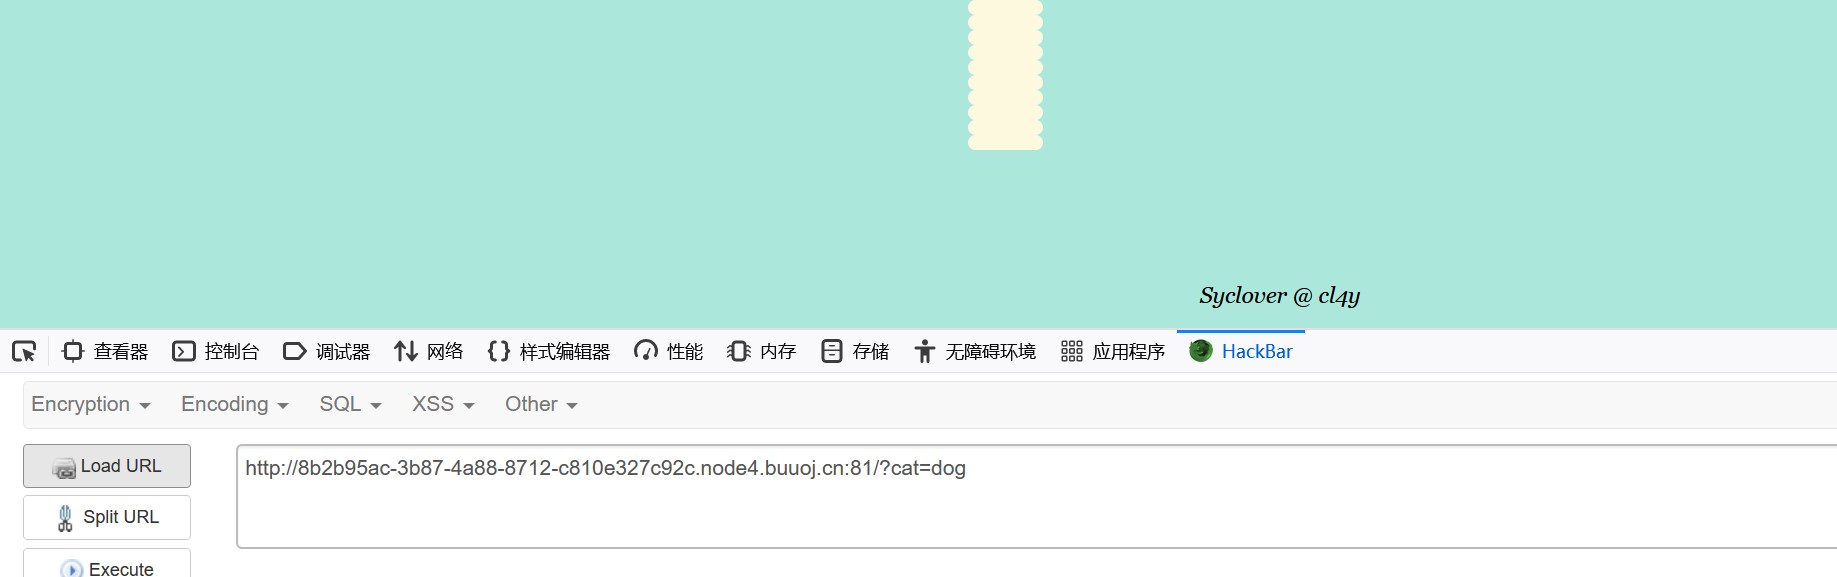 Syclover @ cl4y
查看器 控制台 调试器 网络 样式编辑器 性能 内存 存储 无障碍环境 应用程序 HackBar
Encryption Encoding SQL XSS Other
Load URL http://8b2b95ac-3b87-4a88-8712-c810e327c92c.node4.buuoj.cn:81/?cat=dog
Split URL
Execute